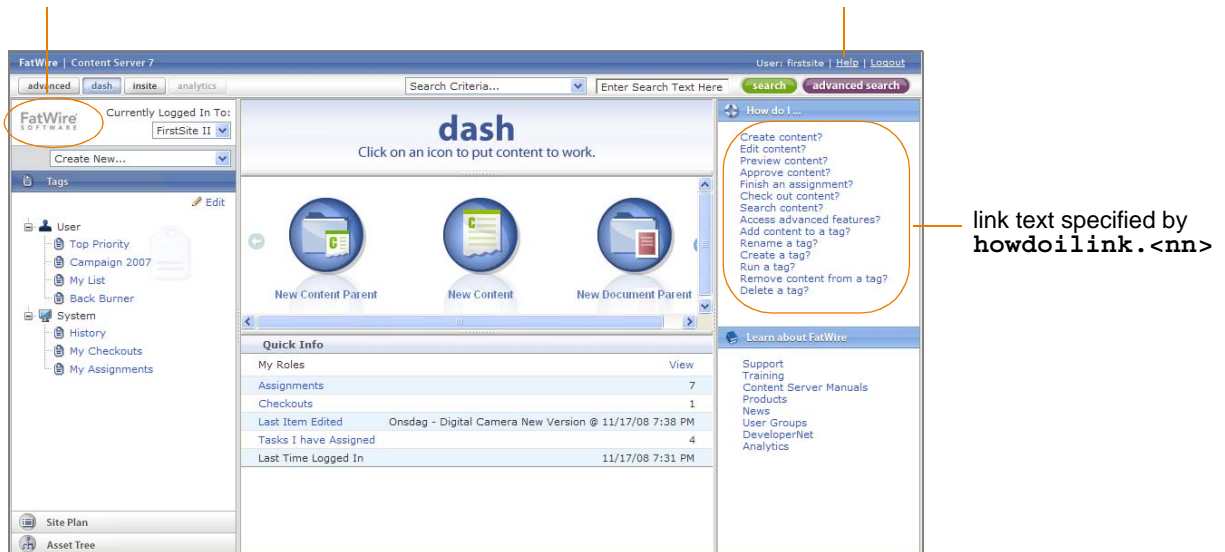 FatWire | Content Server 7
User: firstsite | Help | Logout
advanced dash insite analytics
Search Criteria... Enter Search Text Here search advanced search
FatWire SOFTWARE
Currently Logged In To:
FirstSite II
Create New...
Tags
Edit
User
Top Priority
Campaign 2007
My List
Back Burner
System
History
My Checkouts
My Assignments
Site Plan
Asset Tree
dash
Click on an icon to put content to work.
New Content Parent New Content New Document Parent
Quick Info
My Roles View
Assignments 7
Checkouts 1
Last Item Edited Onsdag - Digital Camera New Version @ 11/17/08 7:38 PM
Tasks I have Assigned 4
Last Time Logged In 11/17/08 7:31 PM
How do I ...
Create content?
Edit content?
Preview content?
Approve content?
Finish an assignment?
Check out content?
Search content?
Access advanced features?
Add content to a tag?
Rename a tag?
Create a tag?
Run a tag?
Remove content from a tag?
Delete a tag?
Learn about FatWire
Support
Training
Content Server Manuals
Products
News
User Groups
DeveloperNet
Analytics
link text specified by
howdoilink.<nn>